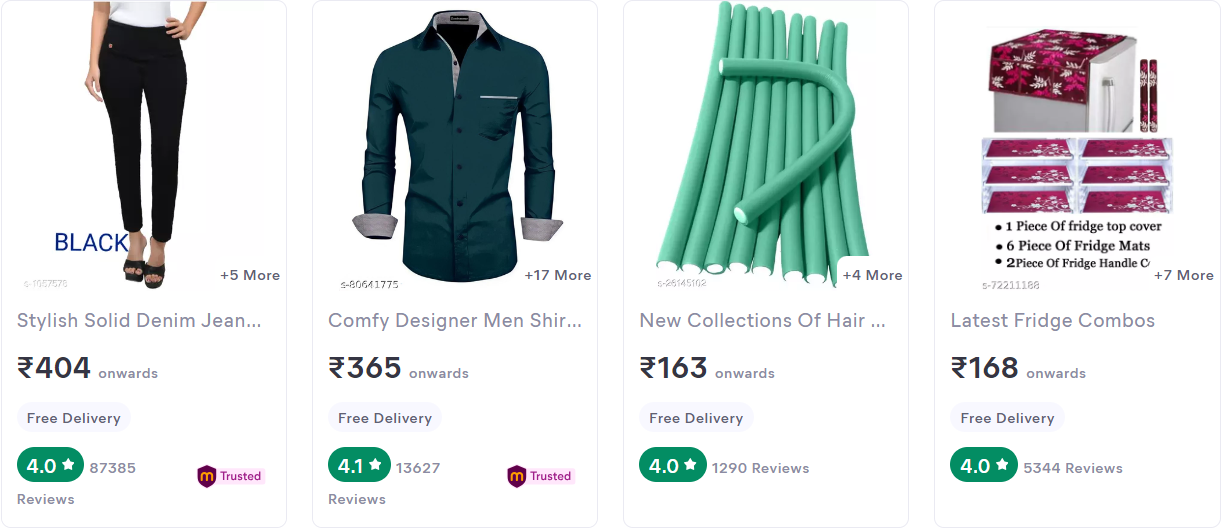 BLACK
+5 More
s-1057578
Stylish Solid Denim Jean...
₹404 onwards
Free Delivery
4.0 ★ 87385
Reviews
m Trusted
+17 More
s-80641775
Comfy Designer Men Shir...
₹365 onwards
Free Delivery
4.1 ★ 13627
Reviews
m Trusted
+4 More
s-26145102
New Collections Of Hair ...
₹163 onwards
Free Delivery
4.0 ★ 1290 Reviews
• 1 Piece Of fridge top cover
• 6 Piece Of Fridge Mats
• 2Piece Of Fridge Handle Co
+7 More
s-72211188
Latest Fridge Combos
₹168 onwards
Free Delivery
4.0 ★ 5344 Reviews